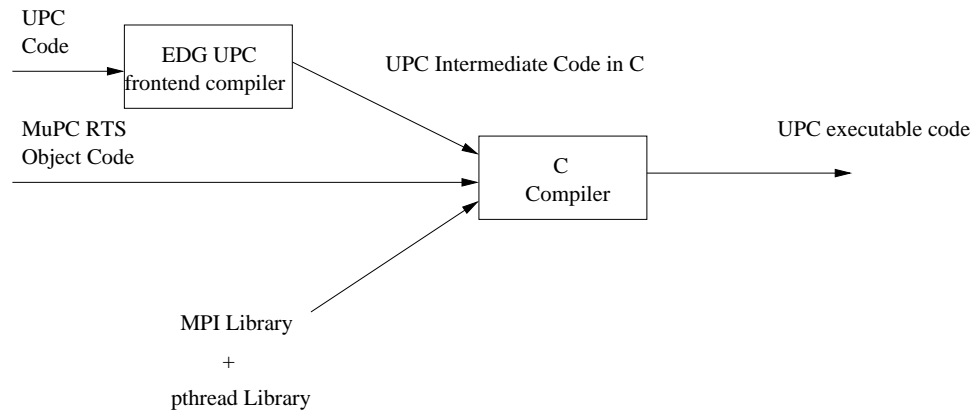 UPC
Code
EDG UPC
frontend compiler
UPC Intermediate Code in C
MuPC RTS
Object Code
UPC executable code
C
Compiler
MPI Library
+
pthread Library